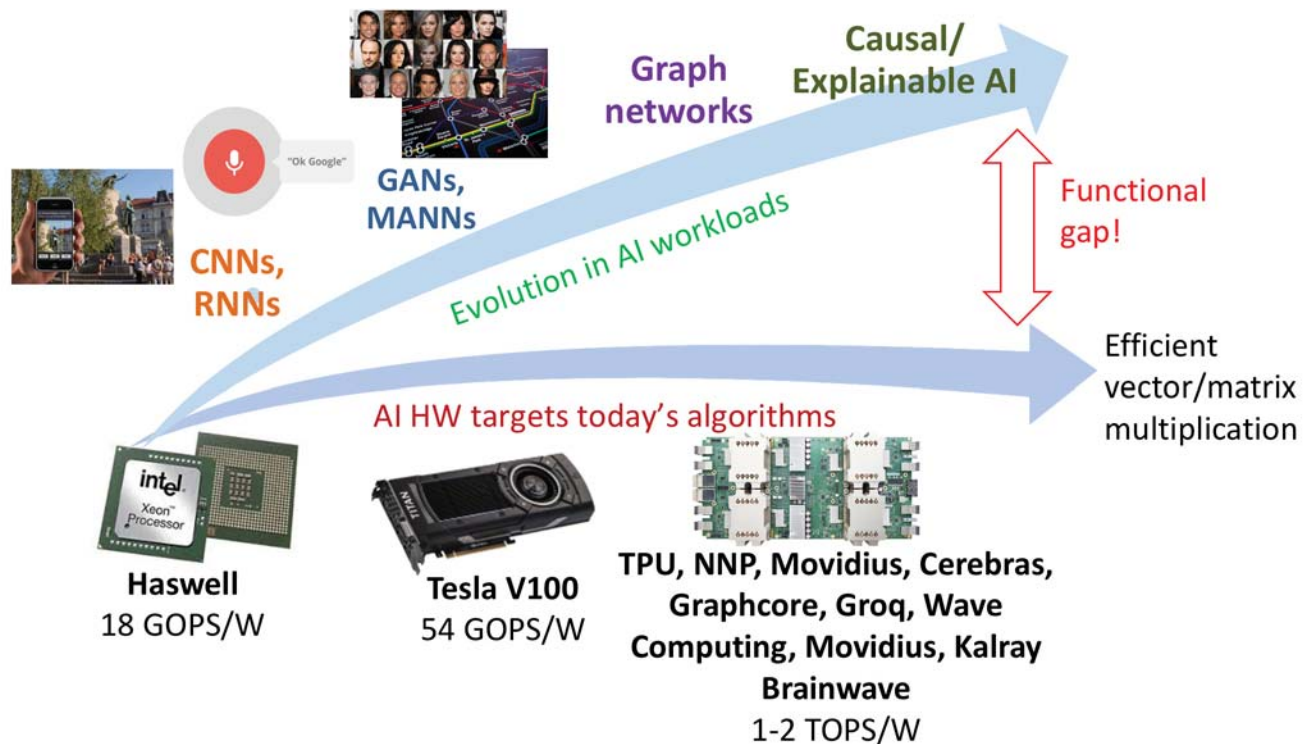 Causal/
Explainable AI
Graph
networks
"Ok Google"
GANs,
MANNs
Functional
gap!
CNNs,
RNNs
Evolution in AI workloads
Efficient
vector/matrix
multiplication
AI HW targets today's algorithms
intel
Xeon™
Processor
TITAN
Haswell
18 GOPS/W
Tesla V100
54 GOPS/W
TPU, NNP, Movidius, Cerebras,
Graphcore, Groq, Wave
Computing, Movidius, Kalray
Brainwave
1-2 TOPS/W